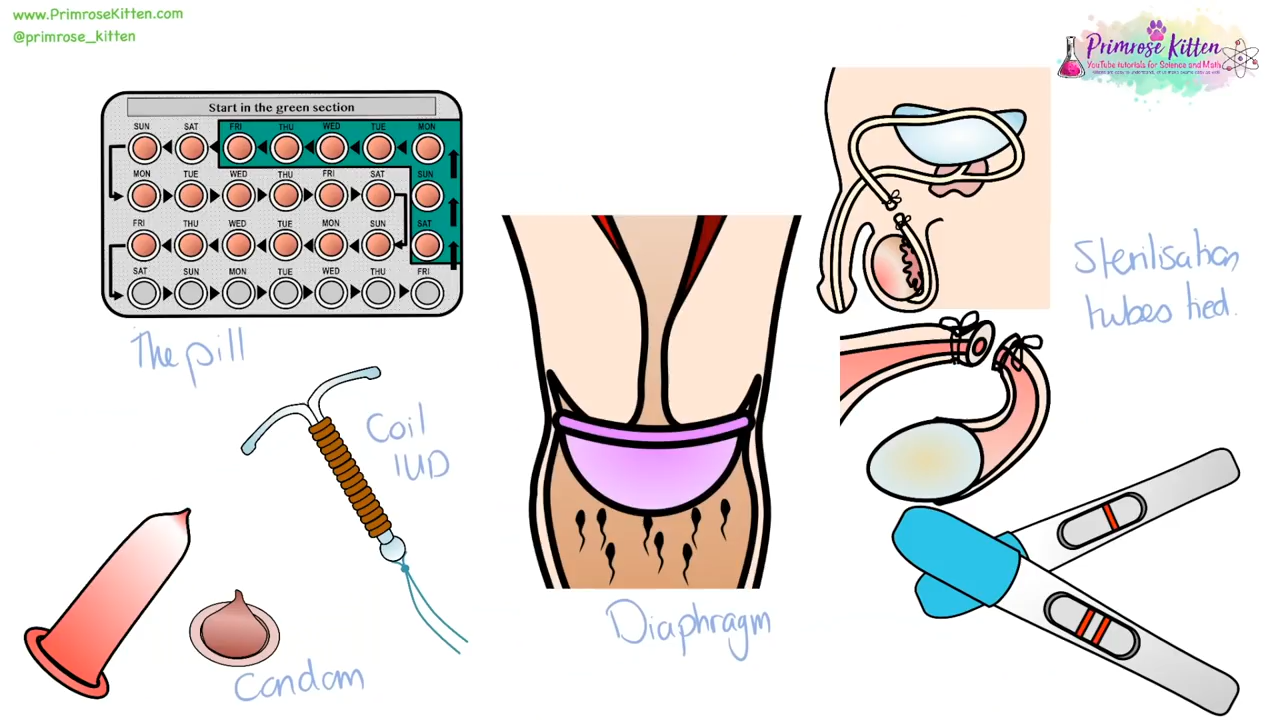 www.PrimroseKitten.com
@primrose_kitten
Primrose Kitten
YouTube tutorials for Science and Math
Start in the green section
SUN SAT FRI THU WED TUE MON
MON TUE WED THU FRI SAT SUN
FRI THU WED TUE MON SUN SAT
SAT SUN MON TUE WED THU FRI
The pill
Coil
IUD
Condom
Diaphragm
Sterilisation
tubes tied.